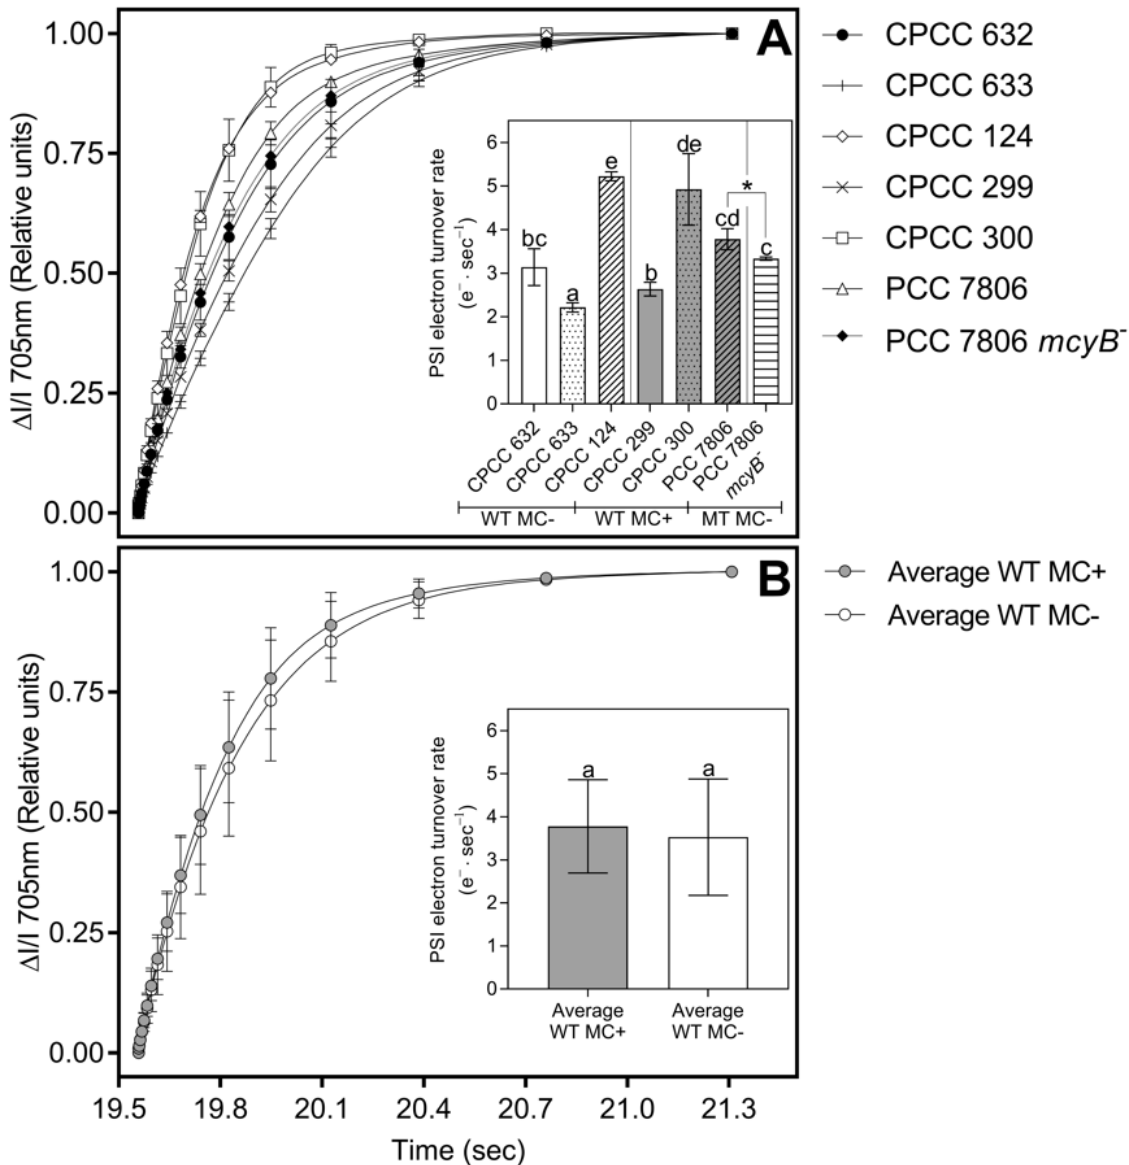 A
1.00
0.75
0.50
0.25
0.00
ΔI/I 705nm (Relative units)
CPCC 632
CPCC 633
CPCC 124
CPCC 299
CPCC 300
PCC 7806
PCC 7806 mcyB⁻
PSI electron turnover rate
(e⁻ · sec⁻¹)
6
5
4
3
2
1
0
bc
a
e
b
de
cd
*
c
CPCC 632
CPCC 633
CPCC 124
CPCC 299
CPCC 300
PCC 7806
PCC 7806
mcyB⁻
WT MC-
WT MC+
MT MC-
B
1.00
0.75
0.50
0.25
0.00
ΔI/I 705nm (Relative units)
Average WT MC+
Average WT MC-
PSI electron turnover rate
(e⁻ · sec⁻¹)
6
5
4
3
2
1
0
a
a
Average
WT MC+
Average
WT MC-
19.5
19.8
20.1
20.4
20.7
21.0
21.3
Time (sec)